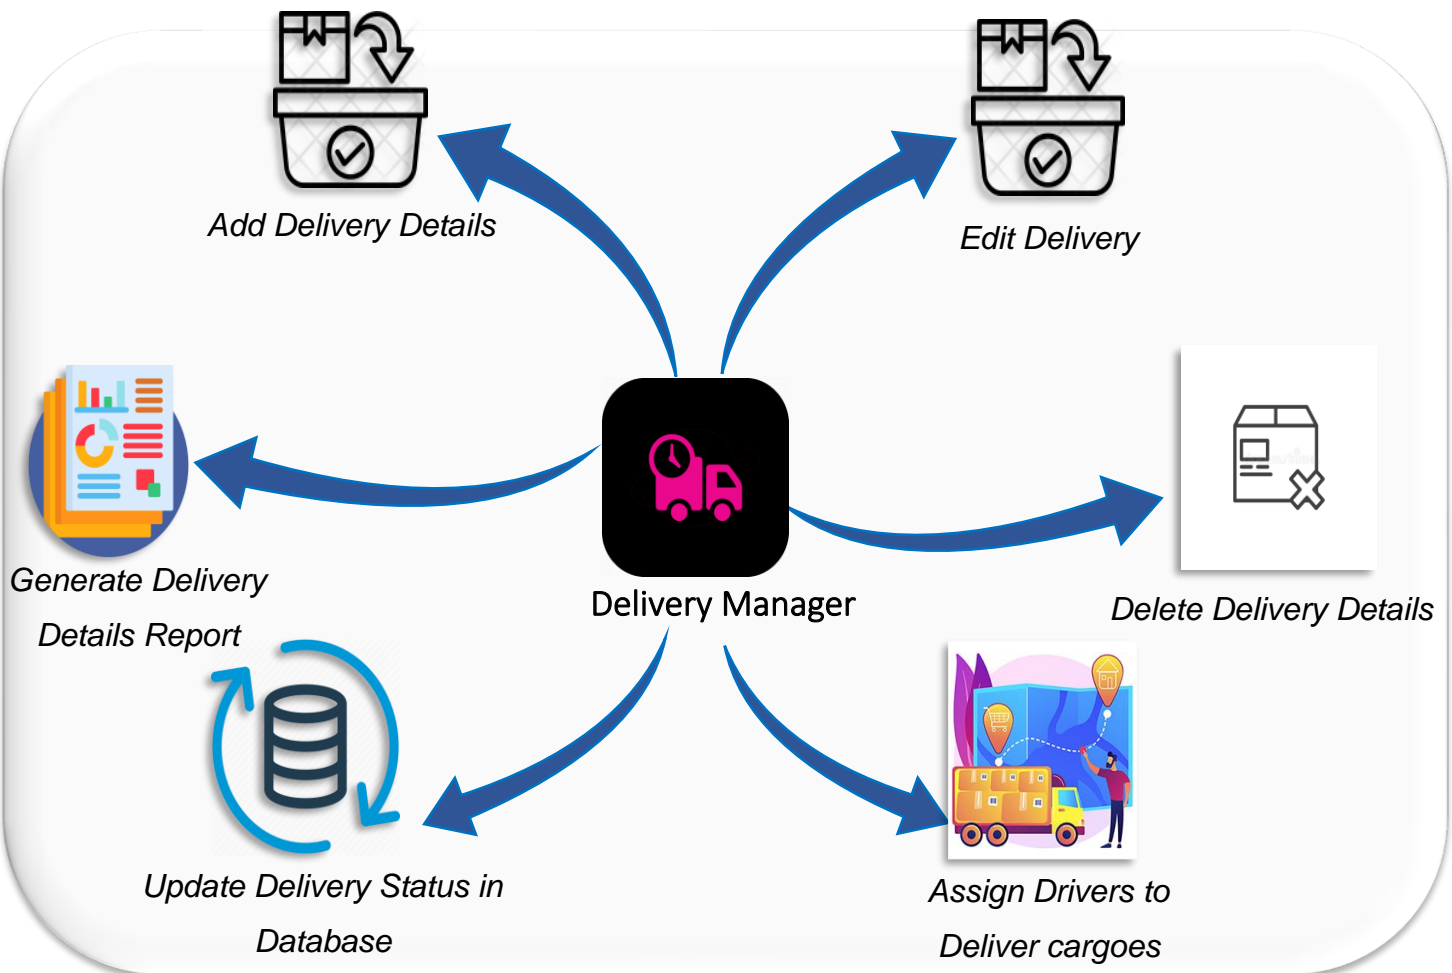 Add Delivery Details
Edit Delivery
Generate Delivery
Details Report
Delivery Manager
Delete Delivery Details
Update Delivery Status in
Database
Assign Drivers to
Deliver cargoes